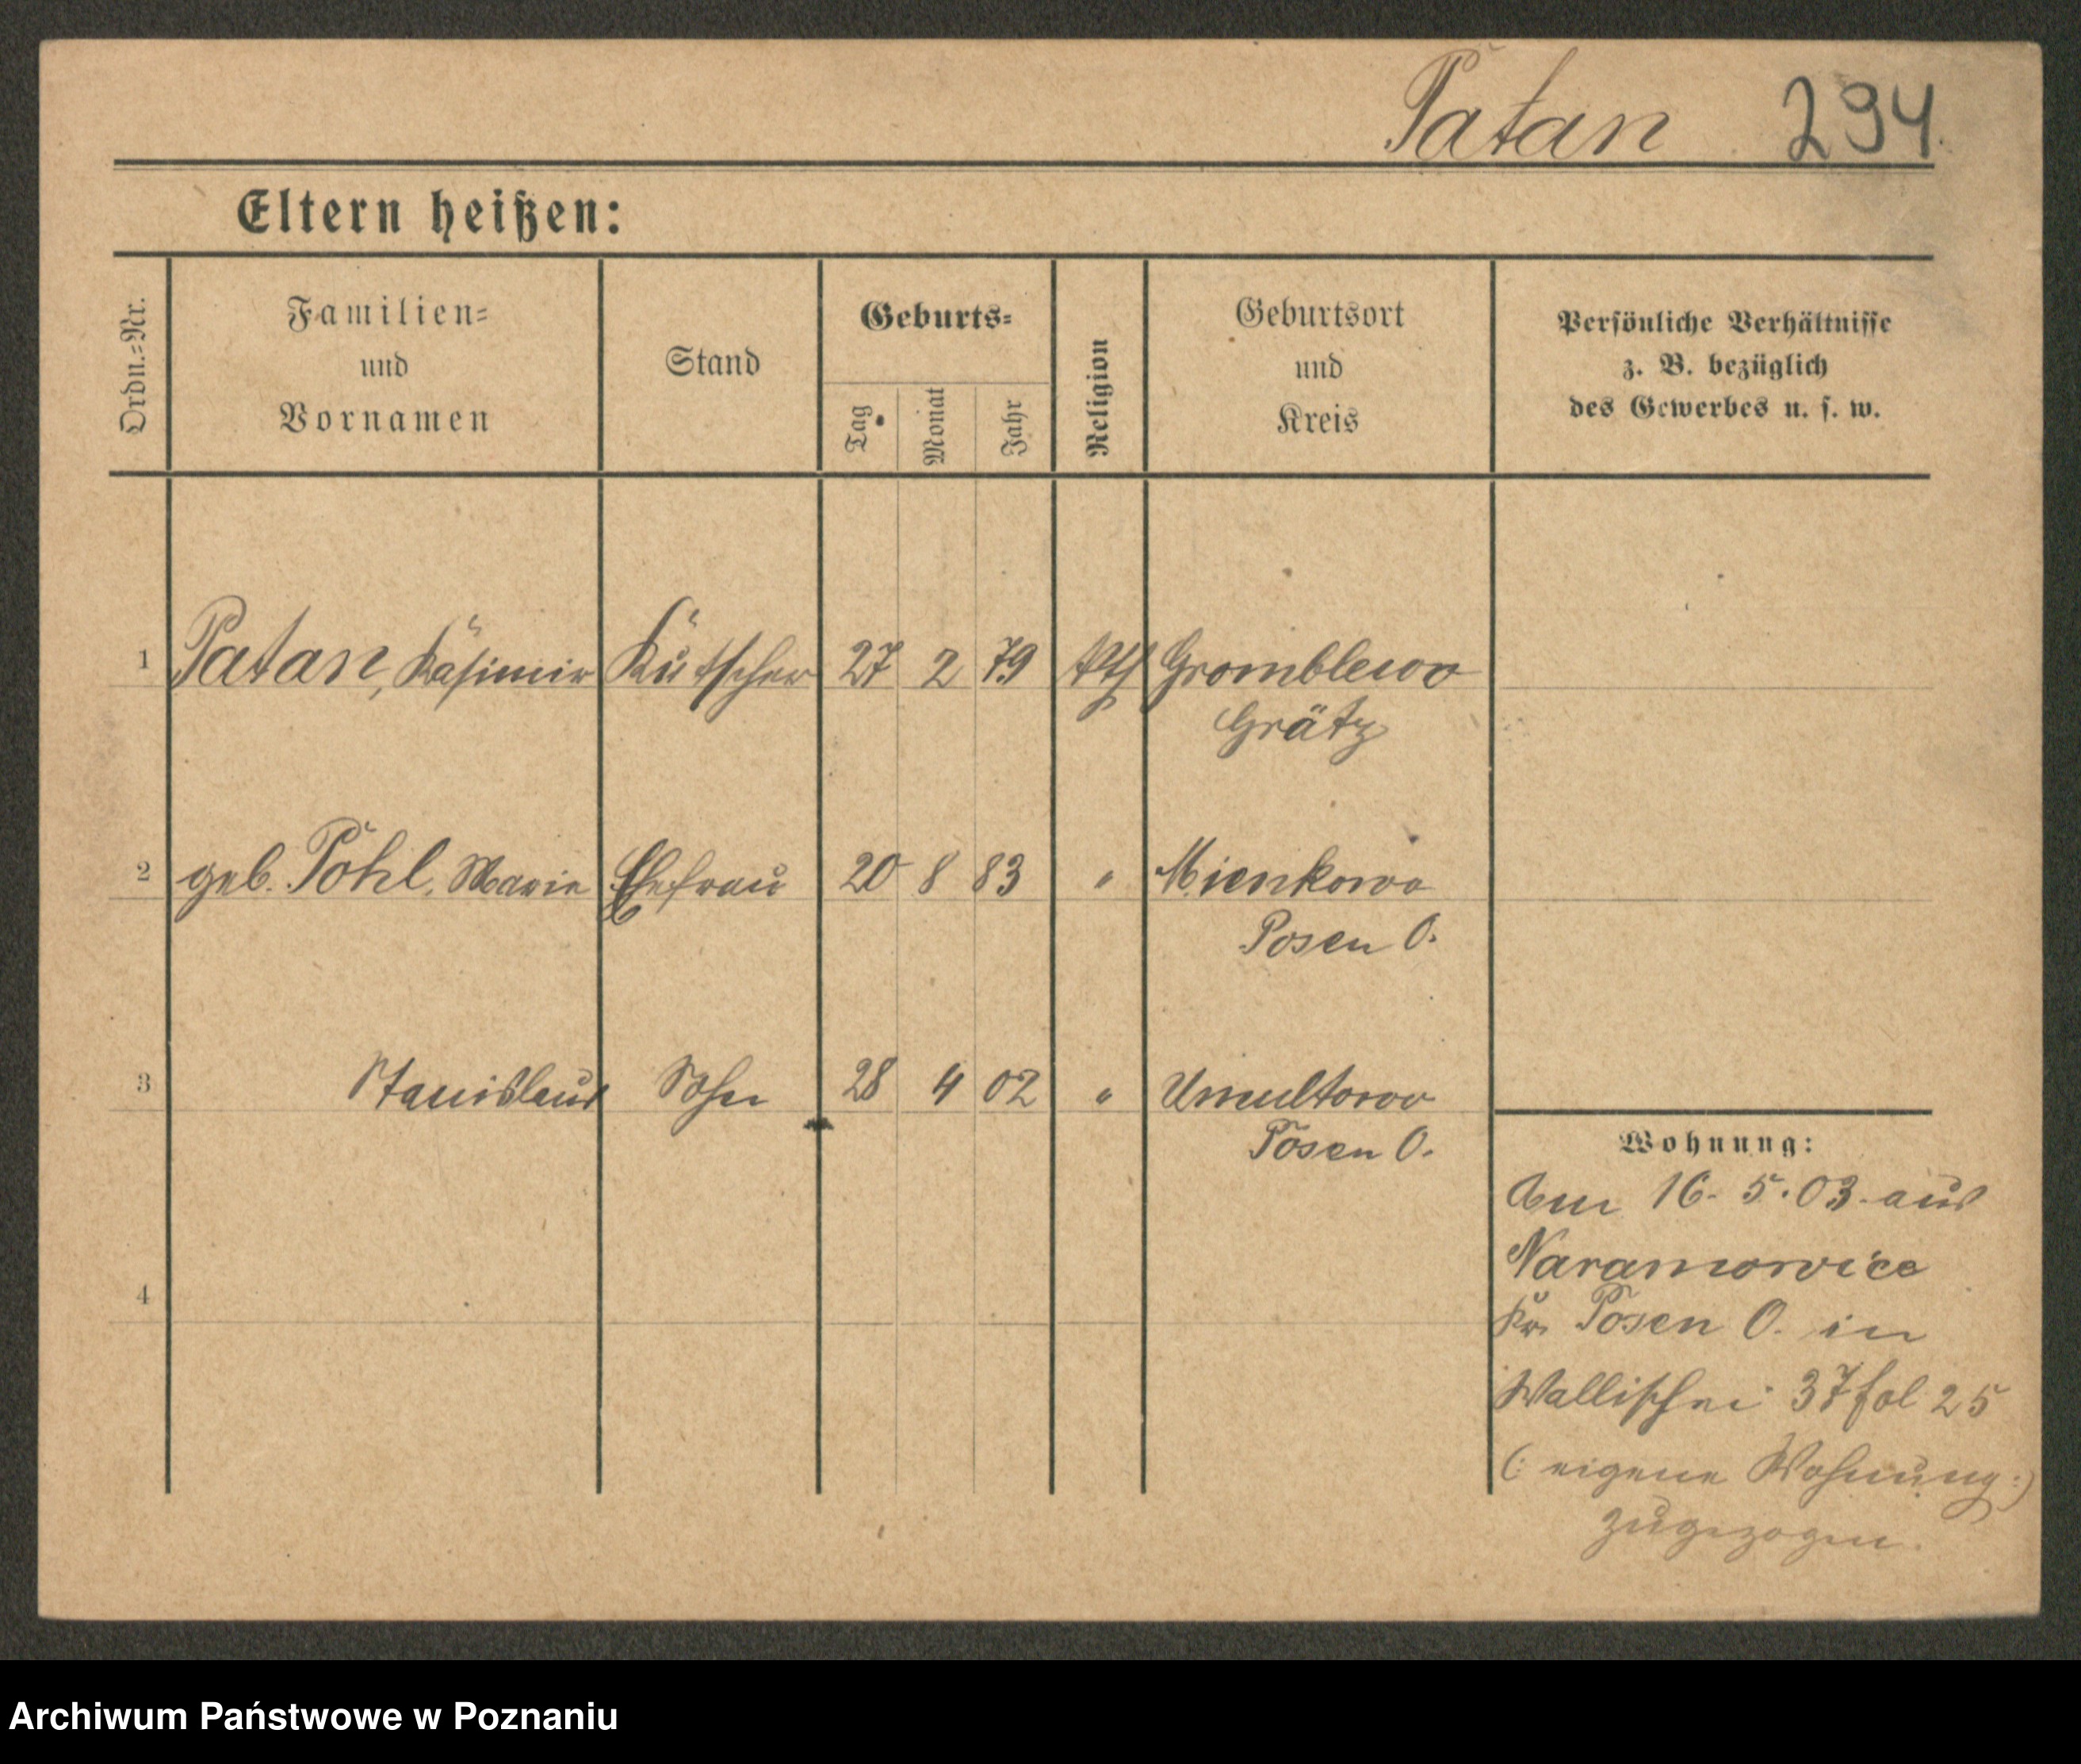 Patan 294.
Eltern heißen:
Ordn.-Nr.
Familien-
und
Vornamen
Stand
Geburts-
Tag
Monat
Jahr
Religion
Geburtsort
und
Kreis
Persönliche Verhältnisse
z. B. bezüglich
des Gewerbes u. s. w.
1 Patan, Kasimir Kutscher 27 2 79 kth Gromblewo
Grätz
2 geb. Pohl, Marie Ehefrau 20 8 83 " Mienkowo
Posen O.
3 Stanislaus Sohn 28 4 02 " Umultowo
Posen O.
Wohnung:
Am 16. 5. 03. aus
Naramowice
4
Kr. Posen O. in
Wallischei 37 fol 25
(: eigene Wohnung :)
zugezogen.
Archiwum Państwowe w Poznaniu